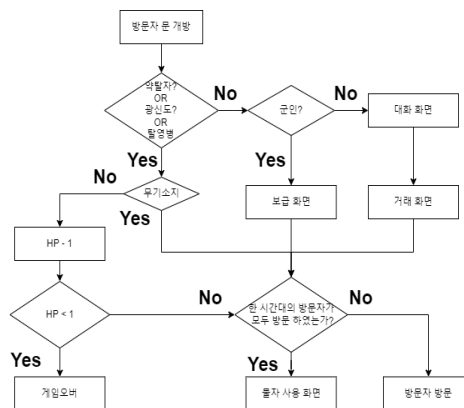 방문자 문 개방
약탈자?
OR
광신도?
OR
탈영병
No
군인?
No
대화 화면
Yes
Yes
No
무기소지
Yes
보급 화면
거래 화면
HP - 1
HP < 1
No
한 시간대의 방문자가
모두 방문 하였는가?
No
Yes
Yes
게임오버
물자 사용 화면
방문자 방문